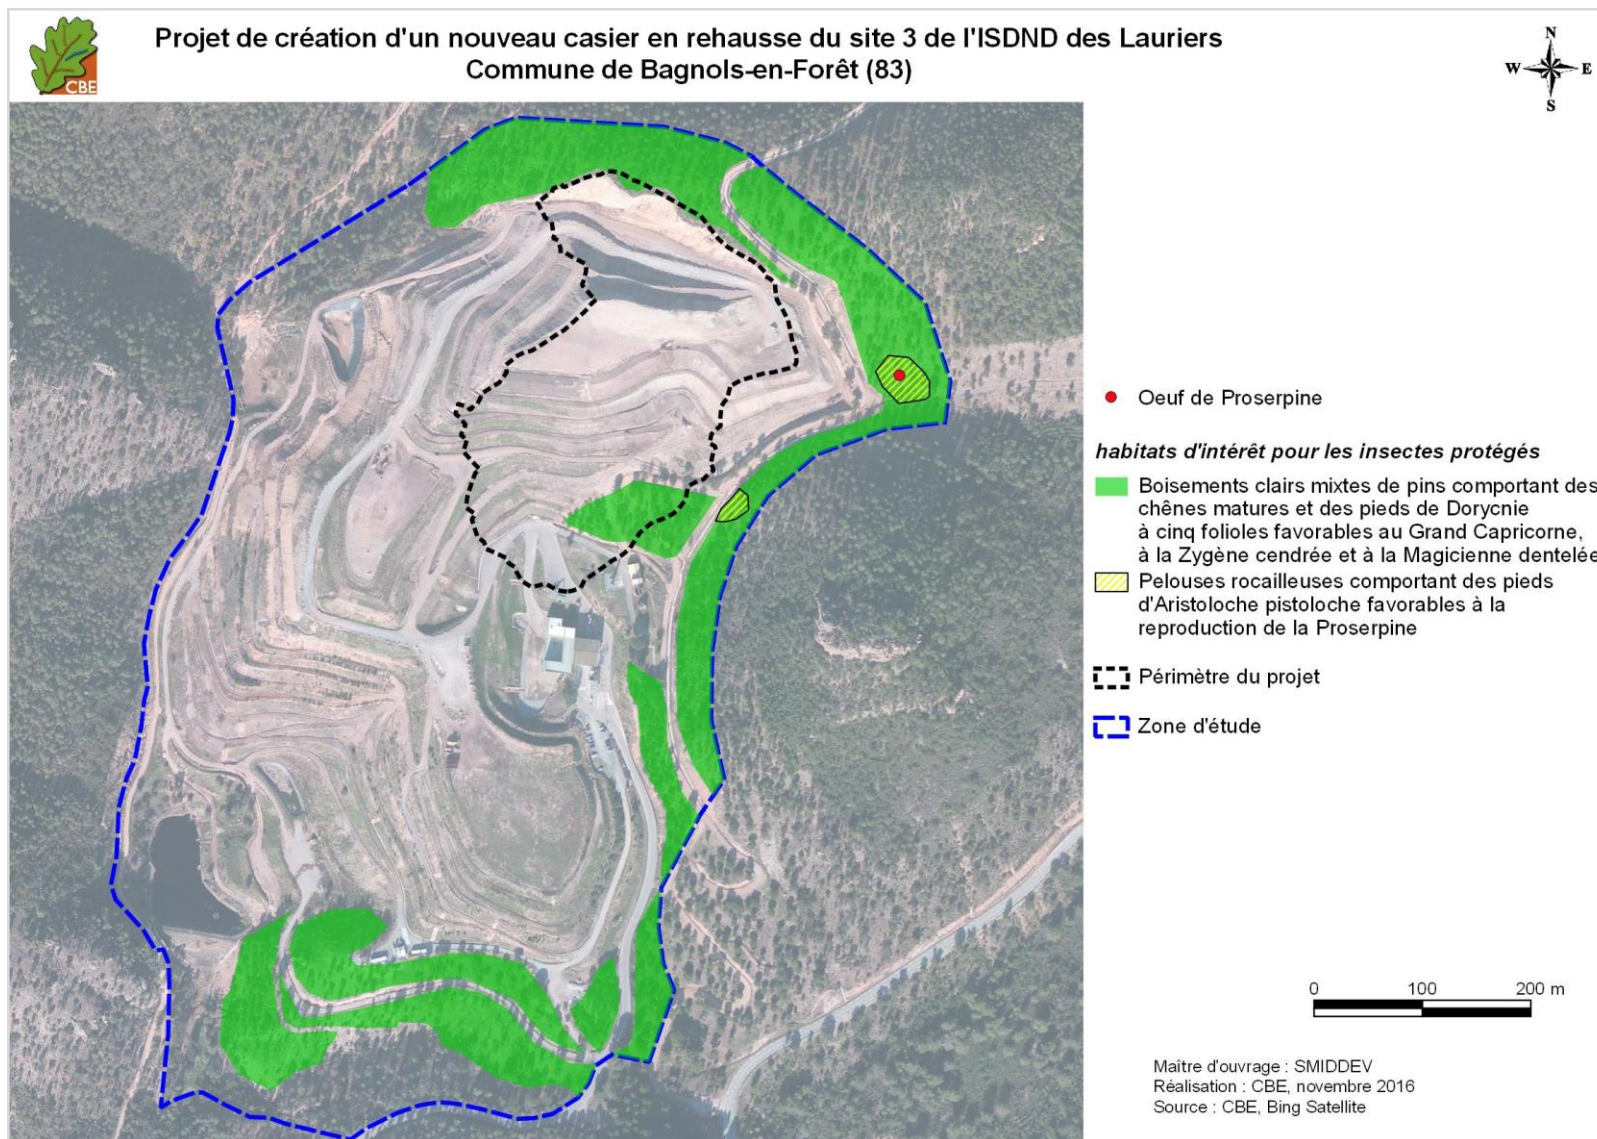 CBE
Projet de création d'un nouveau casier en rehausse du site 3 de l'ISDND des Lauriers
Commune de Bagnols-en-Forêt (83)
N
W
E
S
Oeuf de Proserpine
habitats d'intérêt pour les insectes protégés
Boisements clairs mixtes de pins comportant des
chênes matures et des pieds de Dorycnie
à cinq folioles favorables au Grand Capricorne,
à la Zygène cendrée et à la Magicienne dentelée
Pelouses rocailleuses comportant des pieds
d'Aristoloche pistoloche favorables à la
reproduction de la Proserpine
Périmètre du projet
Zone d'étude
0 100 200 m
Maître d'ouvrage : SMIDDEV
Réalisation : CBE, novembre 2016
Source : CBE, Bing Satellite